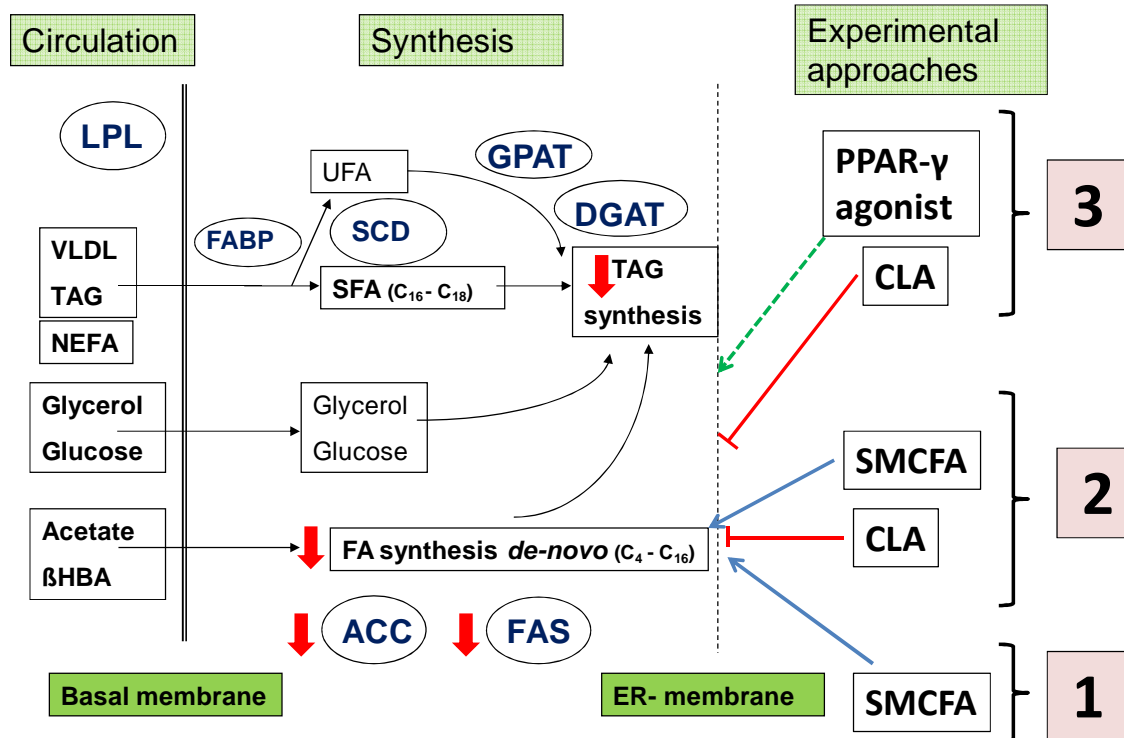 Circulation
Synthesis
Experimental
approaches
LPL
UFA
GPAT
DGAT
FABP
SCD
VLDL
TAG
NEFA
SFA (C₁₆- C₁₈)
TAG
synthesis
PPAR-γ
agonist
CLA
3
Glycerol
Glucose
Glycerol
Glucose
SMCFA
CLA
2
Acetate
ßHBA
FA synthesis de-novo (C₄ - C₁₆)
ACC
FAS
Basal membrane
ER- membrane
SMCFA
1